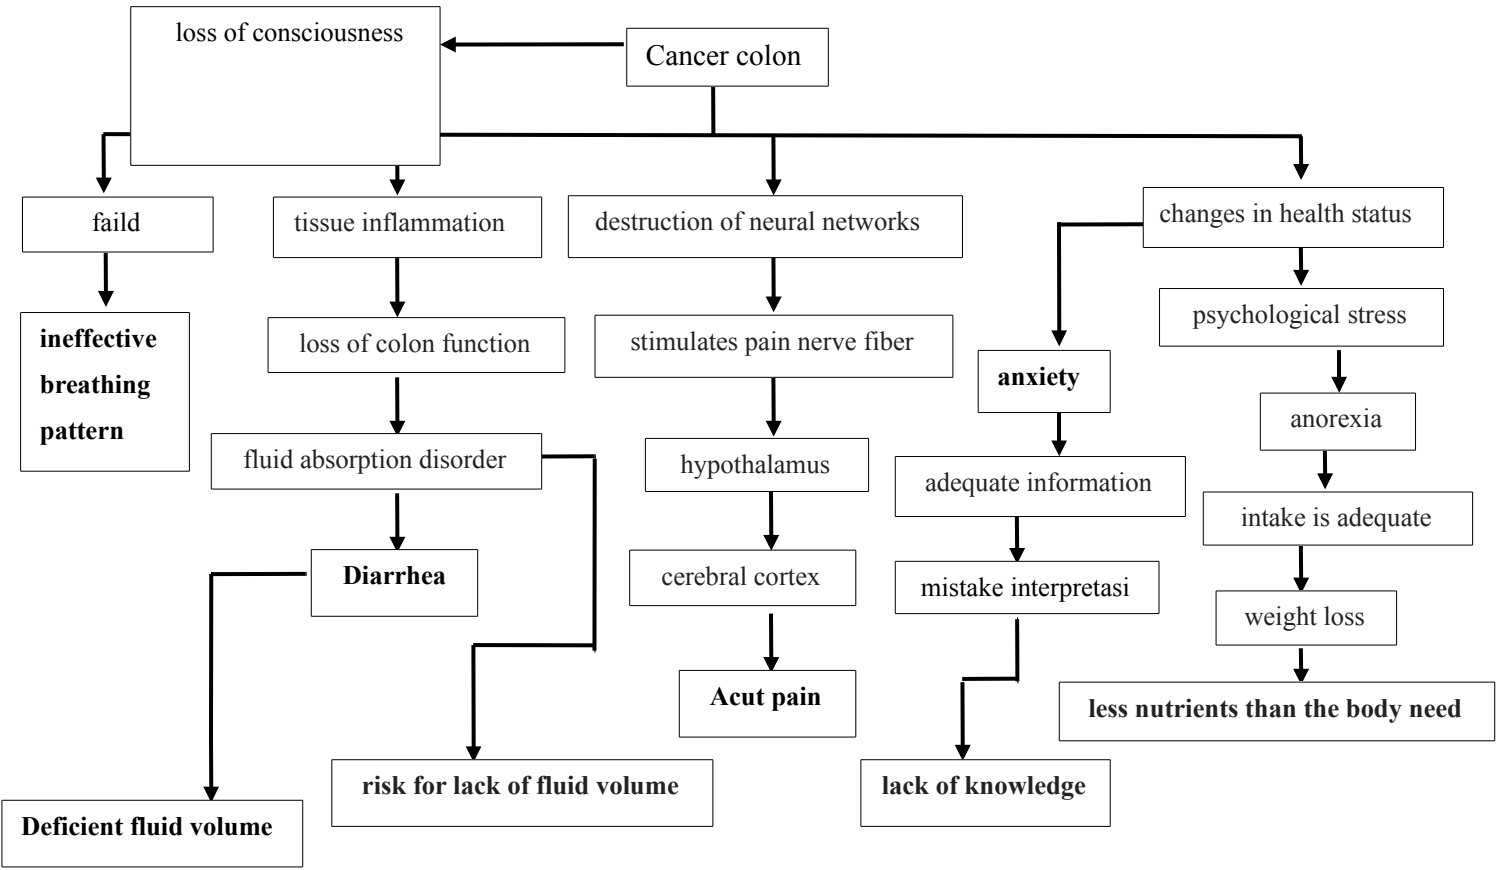 loss of consciousness
Cancer colon
faild
tissue inflammation
destruction of neural networks
changes in health status
ineffective
breathing
pattern
loss of colon function
stimulates pain nerve fiber
psychological stress
anxiety
anorexia
fluid absorption disorder
hypothalamus
adequate information
intake is adequate
Diarrhea
cerebral cortex
mistake interpretasi
weight loss
Acut pain
less nutrients than the body need
risk for lack of fluid volume
lack of knowledge
Deficient fluid volume